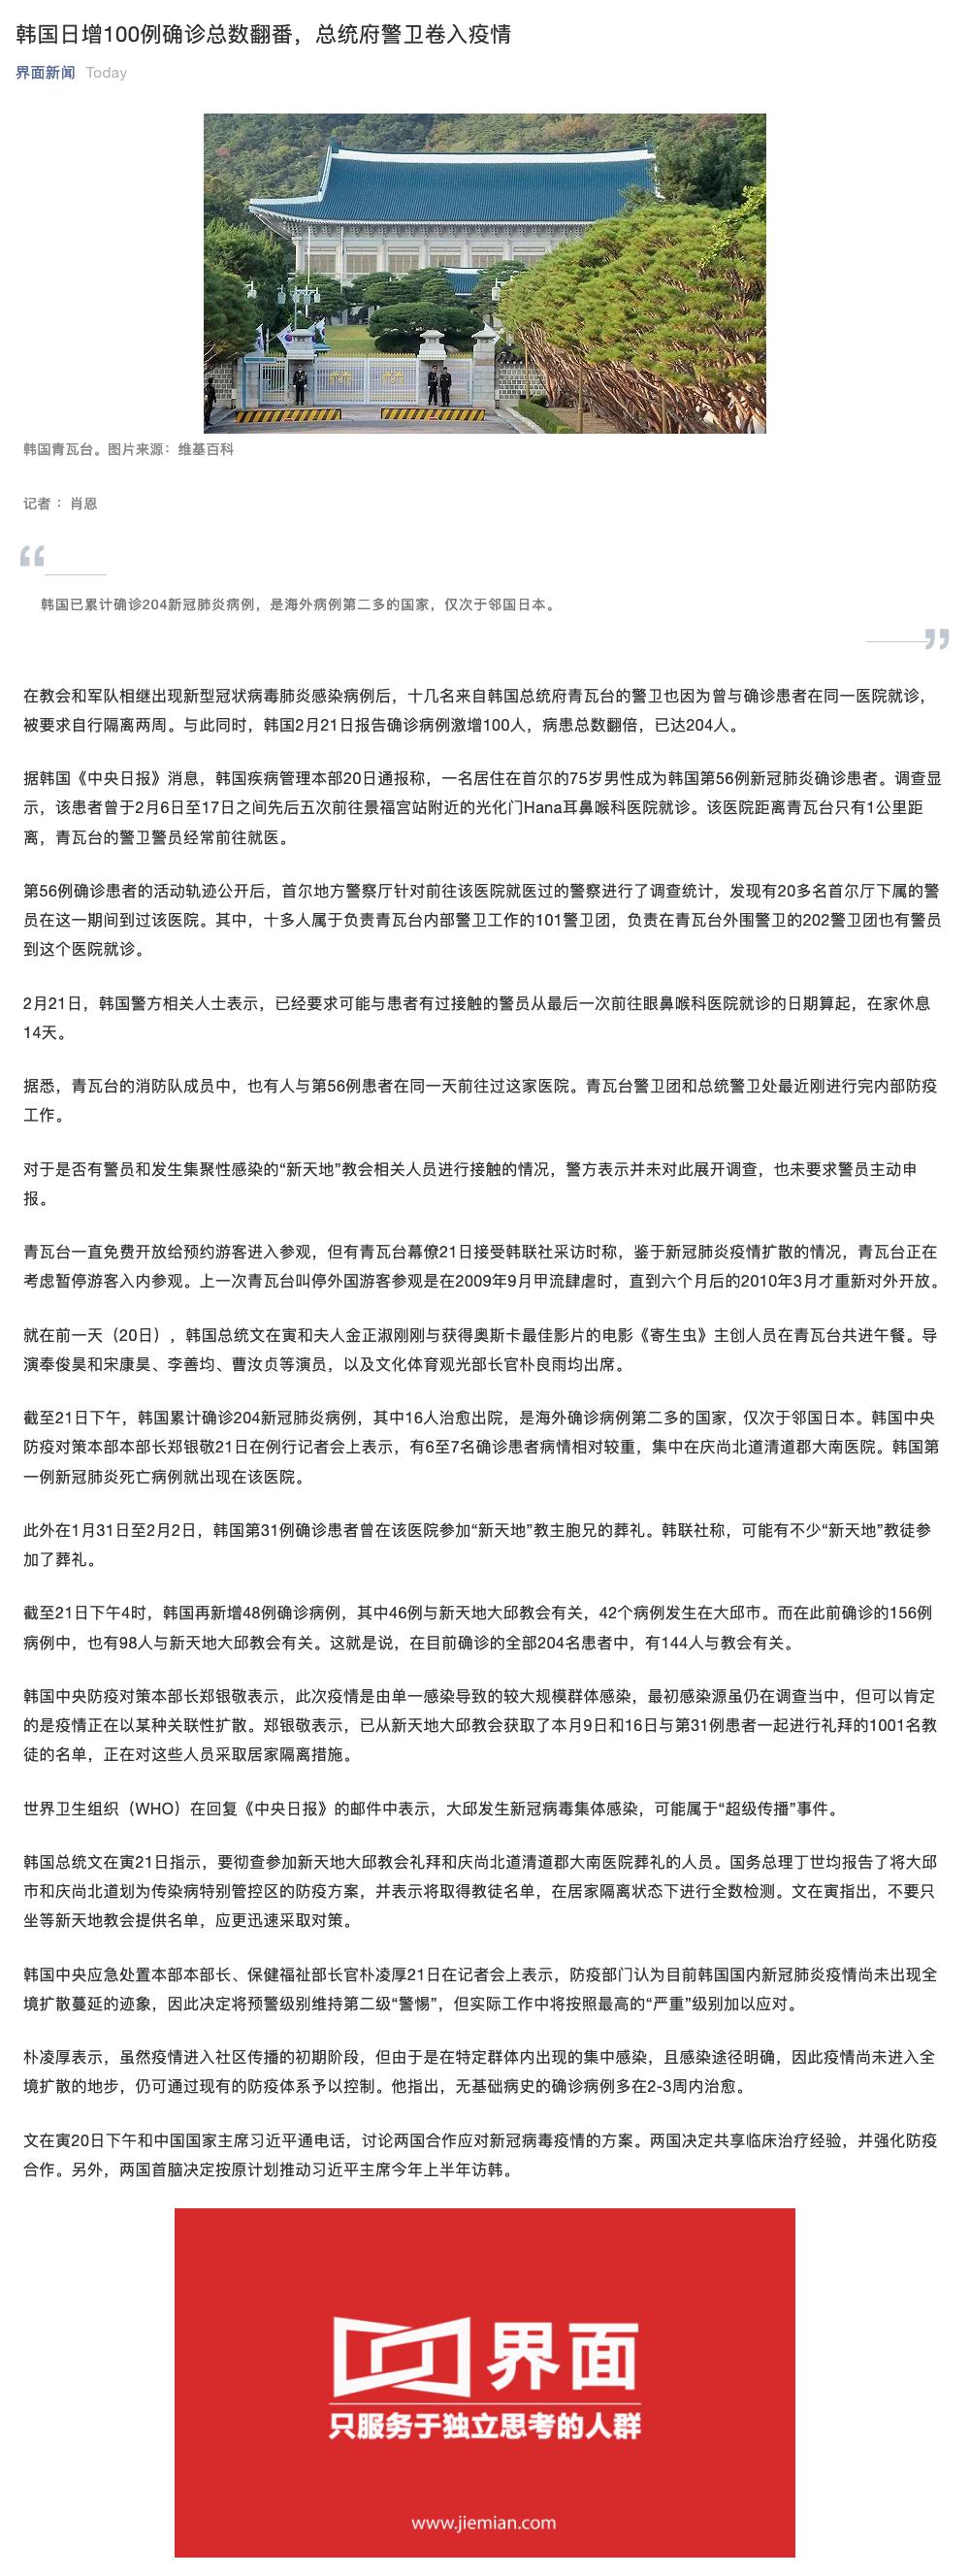 韩国日增100例确诊总数翻番，总统府警卫卷入疫情
界面新闻 Today
韩国青瓦台。图片来源：维基百科
记者 ： 肖恩
“
韩国已累计确诊204新冠肺炎病例，是海外病例第二多的国家，仅次于邻国日本。
”
在教会和军队相继出现新型冠状病毒肺炎感染病例后，十几名来自韩国总统府青瓦台的警卫也因为曾与确诊患者在同一医院就诊，
被要求自行隔离两周。与此同时，韩国2月21日报告确诊病例激增100人，病患总数翻倍，已达204人。
据韩国《中央日报》消息，韩国疾病管理本部20日通报称，一名居住在首尔的75岁男性成为韩国第56例新冠肺炎确诊患者。调查显
示，该患者曾于2月6日至17日之间先后五次前往景福宫站附近的光化门Hana耳鼻喉科医院就诊。该医院距离青瓦台只有1公里距
离，青瓦台的警卫警员经常前往就医。
第56例确诊患者的活动轨迹公开后，首尔地方警察厅针对前往该医院就医过的警察进行了调查统计，发现有20多名首尔厅下属的警
员在这一期间到过该医院。其中，十多人属于负责青瓦台内部警卫工作的101警卫团，负责在青瓦台外围警卫的202警卫团也有警员
到这个医院就诊。
2月21日，韩国警方相关人士表示，已经要求可能与患者有过接触的警员从最后一次前往眼鼻喉科医院就诊的日期算起，在家休息
14天。
据悉，青瓦台的消防队成员中，也有人与第56例患者在同一天前往过这家医院。青瓦台警卫团和总统警卫处最近刚进行完内部防疫
工作。
对于是否有警员和发生集聚性感染的“新天地”教会相关人员进行接触的情况，警方表示并未对此展开调查，也未要求警员主动申
报。
青瓦台一直免费开放给预约游客进入参观，但有青瓦台幕僚21日接受韩联社采访时称，鉴于新冠肺炎疫情扩散的情况，青瓦台正在
考虑暂停游客入内参观。上一次青瓦台叫停外国游客参观是在2009年9月甲流肆虐时，直到六个月后的2010年3月才重新对外开放。
就在前一天（20日），韩国总统文在寅和夫人金正淑刚刚与获得奥斯卡最佳影片的电影《寄生虫》主创人员在青瓦台共进午餐。导
演奉俊昊和宋康昊、李善均、曹汝贞等演员，以及文化体育观光部长官朴良雨均出席。
截至21日下午，韩国累计确诊204新冠肺炎病例，其中16人治愈出院，是海外确诊病例第二多的国家，仅次于邻国日本。韩国中央
防疫对策本部本部长郑银敬21日在例行记者会上表示，有6至7名确诊患者病情相对较重，集中在庆尚北道清道郡大南医院。韩国第
一例新冠肺炎死亡病例就出现在该医院。
此外在1月31日至2月2日，韩国第31例确诊患者曾在该医院参加“新天地”教主胞兄的葬礼。韩联社称，可能有不少“新天地”教徒参
加了葬礼。
截至21日下午4时，韩国再新增48例确诊病例，其中46例与新天地大邱教会有关，42个病例发生在大邱市。而在此前确诊的156例
病例中，也有98人与新天地大邱教会有关。这就是说，在目前确诊的全部204名患者中，有144人与教会有关。
韩国中央防疫对策本部长郑银敬表示，此次疫情是由单一感染导致的较大规模群体感染，最初感染源虽仍在调查当中，但可以肯定
的是疫情正在以某种关联性扩散。郑银敬表示，已从新天地大邱教会获取了本月9日和16日与第31例患者一起进行礼拜的1001名教
徒的名单，正在对这些人员采取居家隔离措施。
世界卫生组织（WHO）在回复《中央日报》的邮件中表示，大邱发生新冠病毒集体感染，可能属于“超级传播”事件。
韩国总统文在寅21日指示，要彻查参加新天地大邱教会礼拜和庆尚北道清道郡大南医院葬礼的人员。国务总理丁世均报告了将大邱
市和庆尚北道划为传染病特别管控区的防疫方案，并表示将取得教徒名单，在居家隔离状态下进行全数检测。文在寅指出，不要只
坐等新天地教会提供名单，应更迅速采取对策。
韩国中央应急处置本部本部长、保健福祉部长官朴凌厚21日在记者会上表示，防疫部门认为目前韩国国内新冠肺炎疫情尚未出现全
境扩散蔓延的迹象，因此决定将预警级别维持第二级“警惕”，但实际工作中将按照最高的“严重”级别加以应对。
朴凌厚表示，虽然疫情进入社区传播的初期阶段，但由于是在特定群体内出现的集中感染，且感染途径明确，因此疫情尚未进入全
境扩散的地步，仍可通过现有的防疫体系予以控制。他指出，无基础病史的确诊病例多在2-3周内治愈。
文在寅20日下午和中国国家主席习近平通电话，讨论两国合作应对新冠病毒疫情的方案。两国决定共享临床治疗经验，并强化防疫
合作。另外，两国首脑决定按原计划推动习近平主席今年上半年访韩。
界面
只服务于独立思考的人群
www.jiemian.com